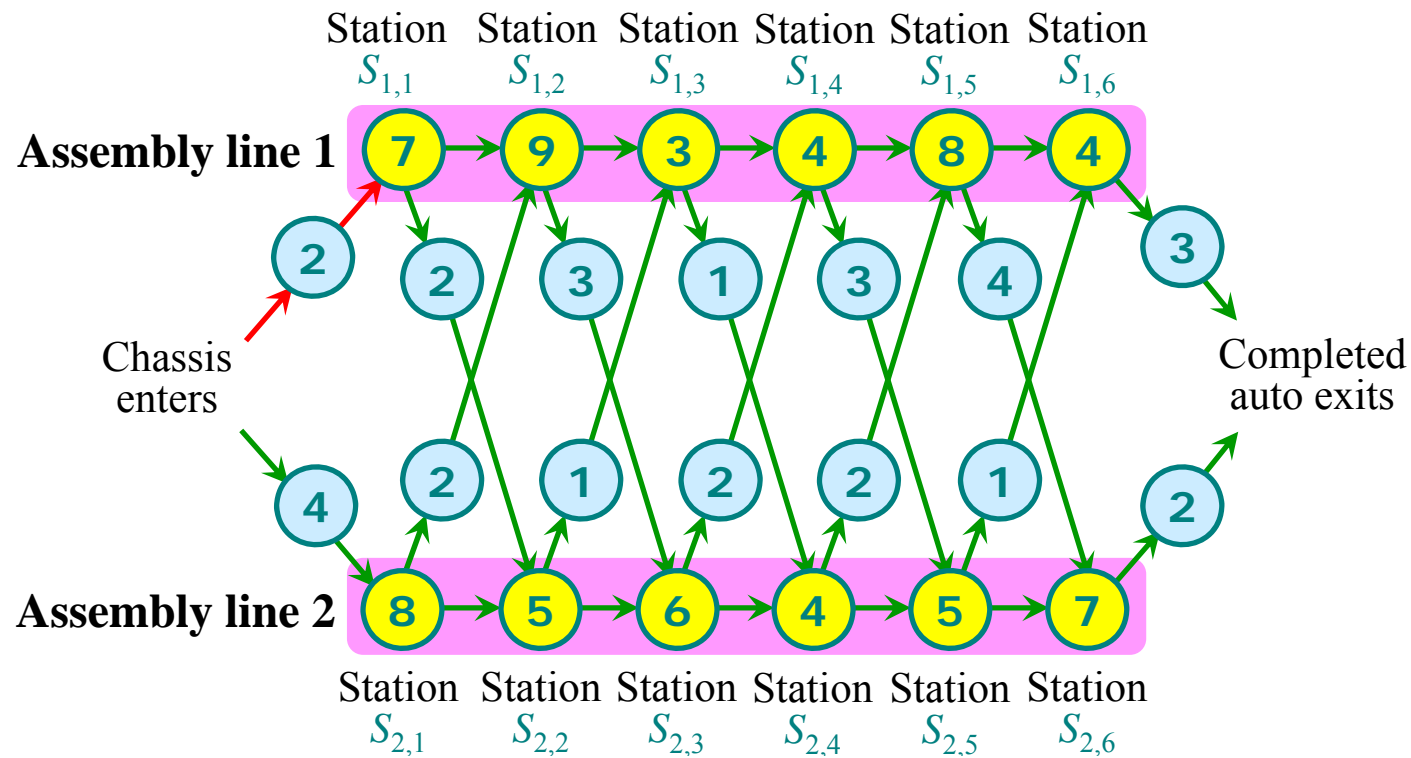 Station Station Station Station Station Station
S1,1 S1,2 S1,3 S1,4 S1,5 S1,6
Assembly line 1 7 9 3 4 8 4
2 2 3 1 3 4 3
Chassis
enters
Completed
auto exits
4 2 1 2 2 1 2
Assembly line 2 8 5 6 4 5 7
Station Station Station Station Station Station
S2,1 S2,2 S2,3 S2,4 S2,5 S2,6